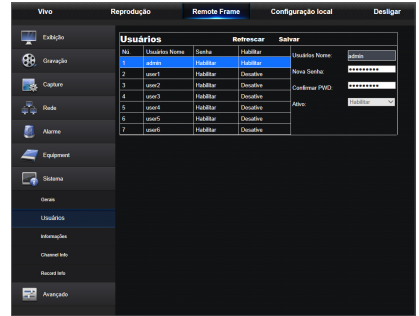 Vivo Reprodução Remote Frame Configuração local Desligar
Exibição
Gravação
Capture
Rede
Alarme
Equipment
Sistema
Gerais
Usuários
Informações
Channel Info
Record Info
Avançado
Usuários Refrescar Salvar
Nú. Usuários Nome Senha Habilitar
1 admin Habilitar Habilitar
2 user1 Habilitar Desative
3 user2 Habilitar Desative
4 user3 Habilitar Desative
5 user4 Habilitar Desative
6 user5 Habilitar Desative
7 user6 Habilitar Desative
Usuários Nome: admin
Nova Senha: •••••••••
Confirmar PWD: •••••••••
Ativo: Habilitar